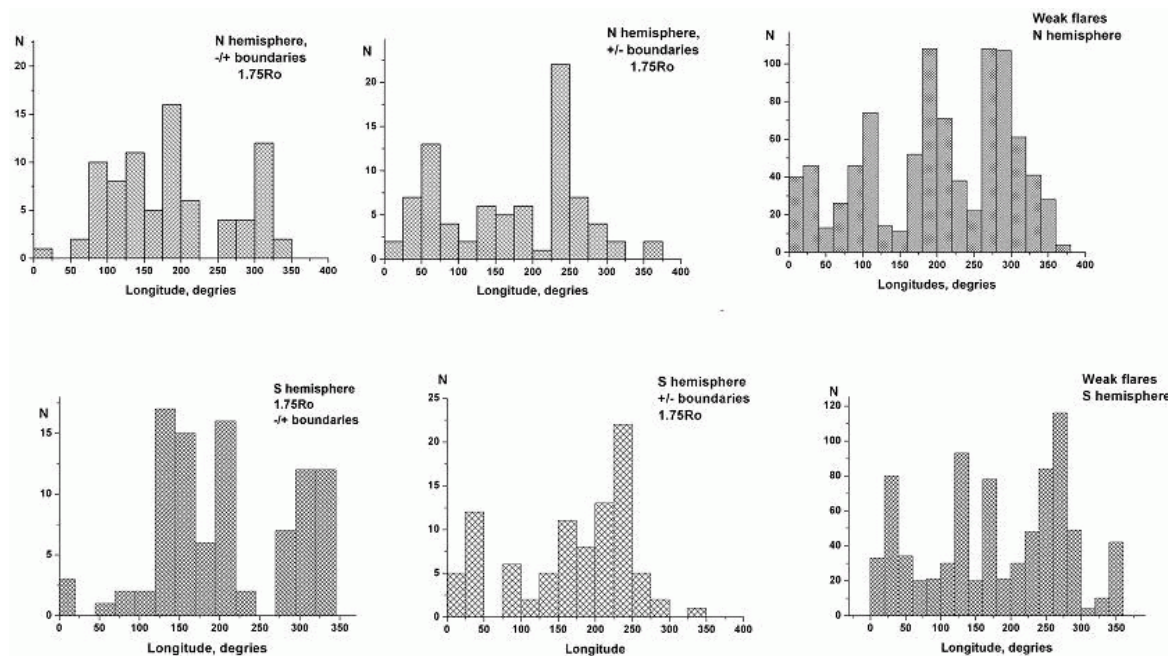 N
N hemisphere,
-/+ boundaries
1.75Ro
20
15
10
5
0
0 50 100 150 200 250 300 350 400
Longitude, degries
N
N hemisphere,
+/- boundaries
1.75Ro
20
15
10
5
0
0 50 100 150 200 250 300 350 400
Longitude, degries
Weak flares
N hemisphere
N
100
80
60
40
20
0
0 50 100 150 200 250 300 350 400
Longitudes, degries
S hemisphere
1.75Ro
-/+ boundaries
N
15
10
5
0
0 50 100 150 200 250 300 350
Longitude, degries
N
S hemisphere
+/- boundaries
1.75Ro
25
20
15
10
5
0
0 50 100 150 200 250 300 350 400
Longitude
Weak flares
S hemisphere
N
120
100
80
60
40
20
0
0 50 100 150 200 250 300 350
Longitude, degries